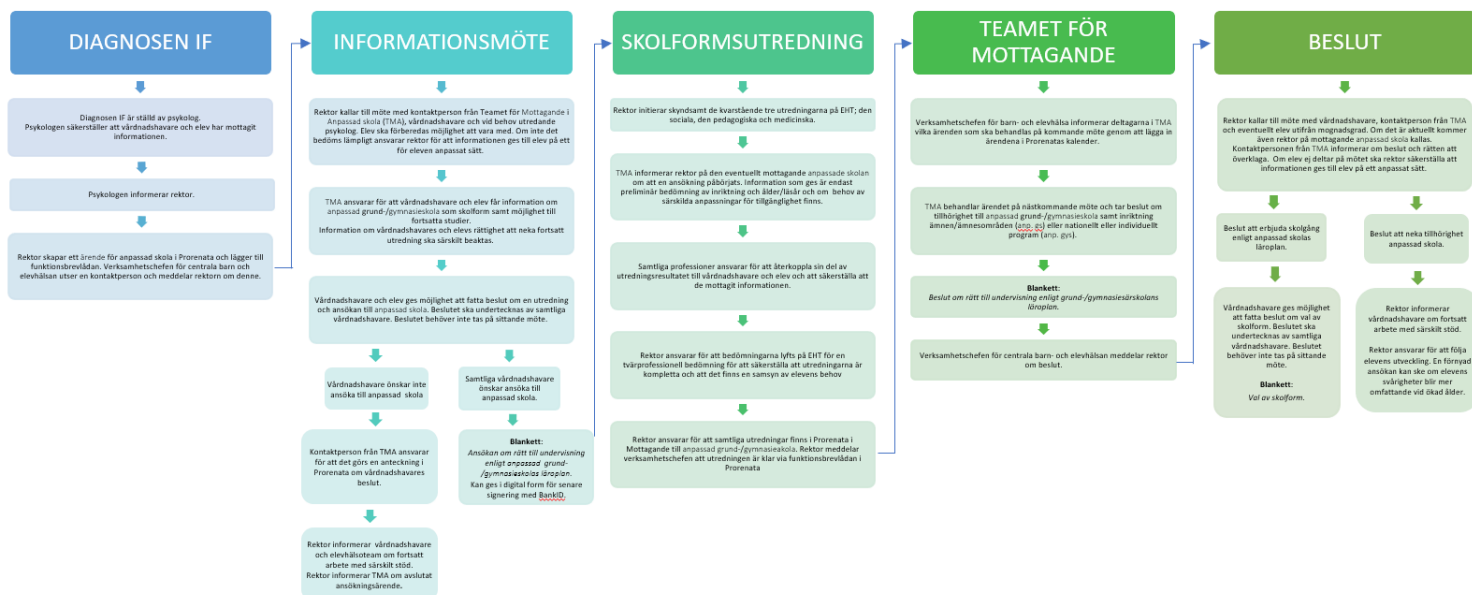 DIAGNOSEN IF
Diagnosen IF är ställd av psykolog.
Psykologen säkerställer att vårdnadshavare och elev har mottagit
informationen.
Psykologen informerar rektor.
Rektor skapar ett ärende för anpassad skola i Prorenata och lägger till
funktionsbrevlådan. Verksamhetschefen för centrala barn och
elevhälsan utser en kontaktperson och meddelar rektorn om denne.
INFORMATIONSMÖTE
Rektor kallar till möte med kontaktperson från Teamet för Mottagande i
Anpassad skola (TMA), vårdnadshavare och vid behov utredande
psykolog. Elev ska förberedas möjlighet att vara med. Om inte det
bedöms lämpligt ansvarar rektor för att informationen ges till elev på ett
för eleven anpassat sätt.
TMA ansvarar för att vårdnadshavare och elev får information om
anpassad grund-/gymnasieskola som skolform samt möjlighet till
fortsatta studier.
Information om vårdnadshavares och elevs rättighet att neka fortsatt
utredning ska särskilt beaktas.
Vårdnadshavare och elev ges möjlighet att fatta beslut om en utredning
och ansökan till anpassad skola. Beslutet ska undertecknas av samtliga
vårdnadshavare. Beslutet behöver inte tas på sittande möte.
Vårdnadshavare önskar inte
ansöka till anpassad skola
Kontaktperson från TMA ansvarar
för att det görs en anteckning i
Prorenata om vårdnadshavares
beslut.
Rektor informerar vårdnadshavare
och elevhälsoteam om fortsatt
arbete med särskilt stöd.
Rektor informerar TMA om avslutat
ansökningsärende.
Samtliga vårdnadshavare
önskar ansöka till
anpassad skola.
Blankett:
Ansökan om rätt till undervisning
enligt anpassad grund-
/gymnasieskolas läroplan.
Kan ges i digital form för senare
signering med BankID.
SKOLFORMSUTREDNING
Rektor initierar skyndsamt de kvarstående tre utredningarna på EHT; den
sociala, den pedagogiska och medicinska.
TMA informerar rektor på den eventuellt mottagande anpassade skolan
om att en ansökning påbörjats. Information som ges är endast
preliminär bedömning av inriktning och ålder/läsår och om behov av
särskilda anpassningar för tillgänglighet finns.
Samtliga professioner ansvarar för att återkoppla sin del av
utredningsresultatet till vårdnadshavare och elev och att säkerställa att
de mottagit informationen.
Rektor ansvarar för att bedömningarna lyfts på EHT för en
tvärprofessionell bedömning för att säkerställa att utredningarna är
kompletta och att det finns en samsyn av elevens behov
Rektor ansvarar för att samtliga utredningar finns i Prorenata i
Mottagande till anpassad grund-/gymnasieakola. Rektor meddelar
verksamhetschefen att utredningen är klar via funktionsbrevlådan i
Prorenata
TEAMET FÖR
MOTTAGANDE
Verksamhetschefen för barn- och elevhälsa informerar deltagarna i TMA
vilka ärenden som ska behandlas på kommande möte genom att lägga in
ärendena i Prorenatas kalender.
TMA behandlar ärendet på nästkommande möte och tar beslut om
tillhörighet till anpassad grund-/gymnasieskola samt inriktning
ämnen/ämnesområden (anp. gs) eller nationellt eller individuellt
program (anp. gys).
Blankett:
Beslut om rätt till undervisning enligt grund-/gymnasiesärskolans
läroplan.
Verksamhetschefen för centrala barn- och elevhälsan meddelar rektor
om beslut.
BESLUT
Rektor kallar till möte med vårdnadshavare, kontaktperson från TMA
och eventuellt elev utifrån mognadsgrad. Om det är aktuellt kommer
även rektor på mottagande anpassad skola kallas.
Kontaktpersonen från TMA informerar om beslut och rätten att
överklaga. Om elev ej deltar på mötet ska rektor säkerställa att
informationen ges till elev på ett anpassat sätt.
Beslut att erbjuda skolgång
enligt anpassad skolas
läroplan.
Vårdnadshavare ges möjlighet
att fatta beslut om val av
skolform. Beslutet ska
undertecknas av samtliga
vårdnadshavare. Beslutet
behöver inte tas på sittande
möte.
Blankett:
Val av skolform.
Beslut att neka tillhörighet
anpassad skola.
Rektor informerar
vårdnadshavare om fortsatt
arbete med särskilt stöd.
Rektor ansvarar för att följa
elevens utveckling. En förnyad
ansökan kan ske om elevens
svårigheter blir mer
omfattande vid ökad ålder.